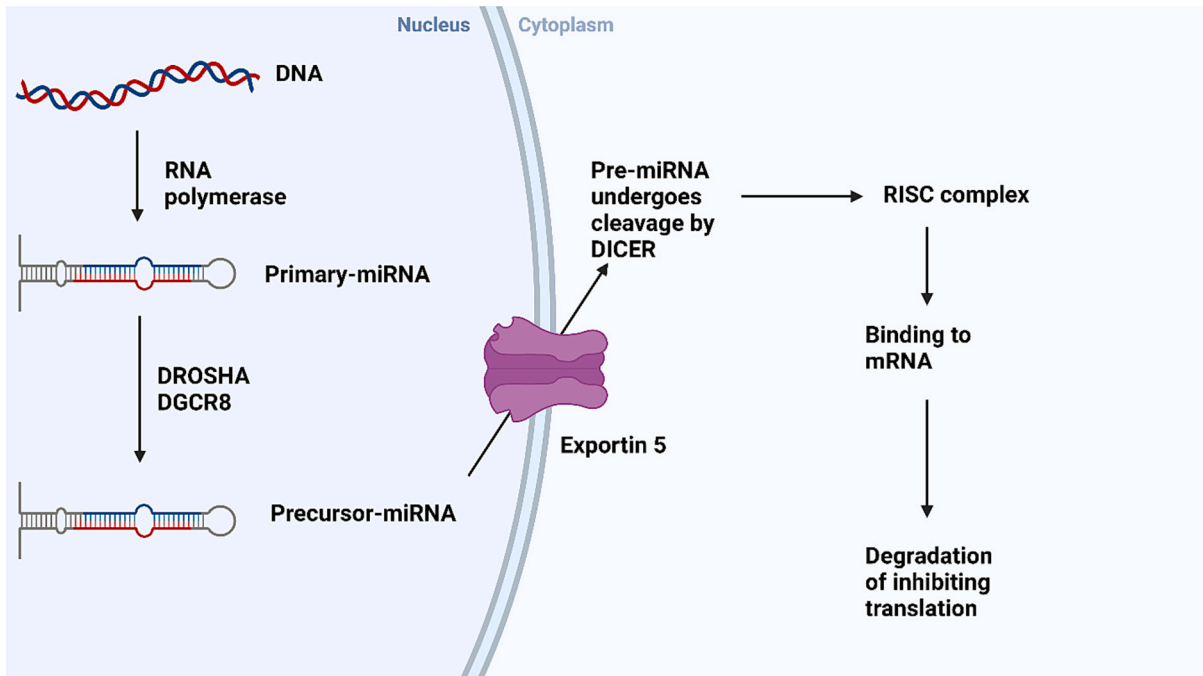 Nucleus
Cytoplasm
DNA
RNA
polymerase
Primary-miRNA
DROSHA
DGCR8
Precursor-miRNA
Exportin 5
Pre-miRNA
undergoes
cleavage by
DICER
RISC complex
Binding to
mRNA
Degradation
of inhibiting
translation